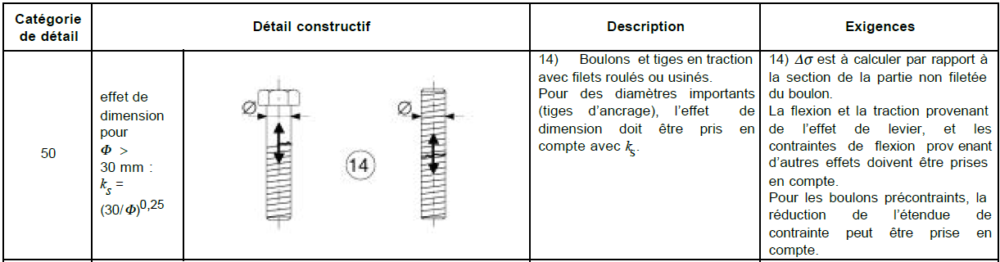 Catégorie
de détail
Détail constructif
Description
Exigences
50
effet de
dimension
pour
Φ >
30 mm :
ks =
(30/Φ)0,25
Ø
Ø
14
14) Boulons et tiges en traction
avec filets roulés ou usinés.
Pour des diamètres importants
(tiges d’ancrage), l’effet de
dimension doit être pris en
compte avec ks.
14) Δσ est à calculer par rapport à
la section de la partie non filetée
du boulon.
La flexion et la traction provenant
de l’effet de levier, et les
contraintes de flexion prov enant
d’autres effets doivent être prises
en compte.
Pour les boulons précontraints, la
réduction de l’étendue de
contrainte peut être prise en
compte.